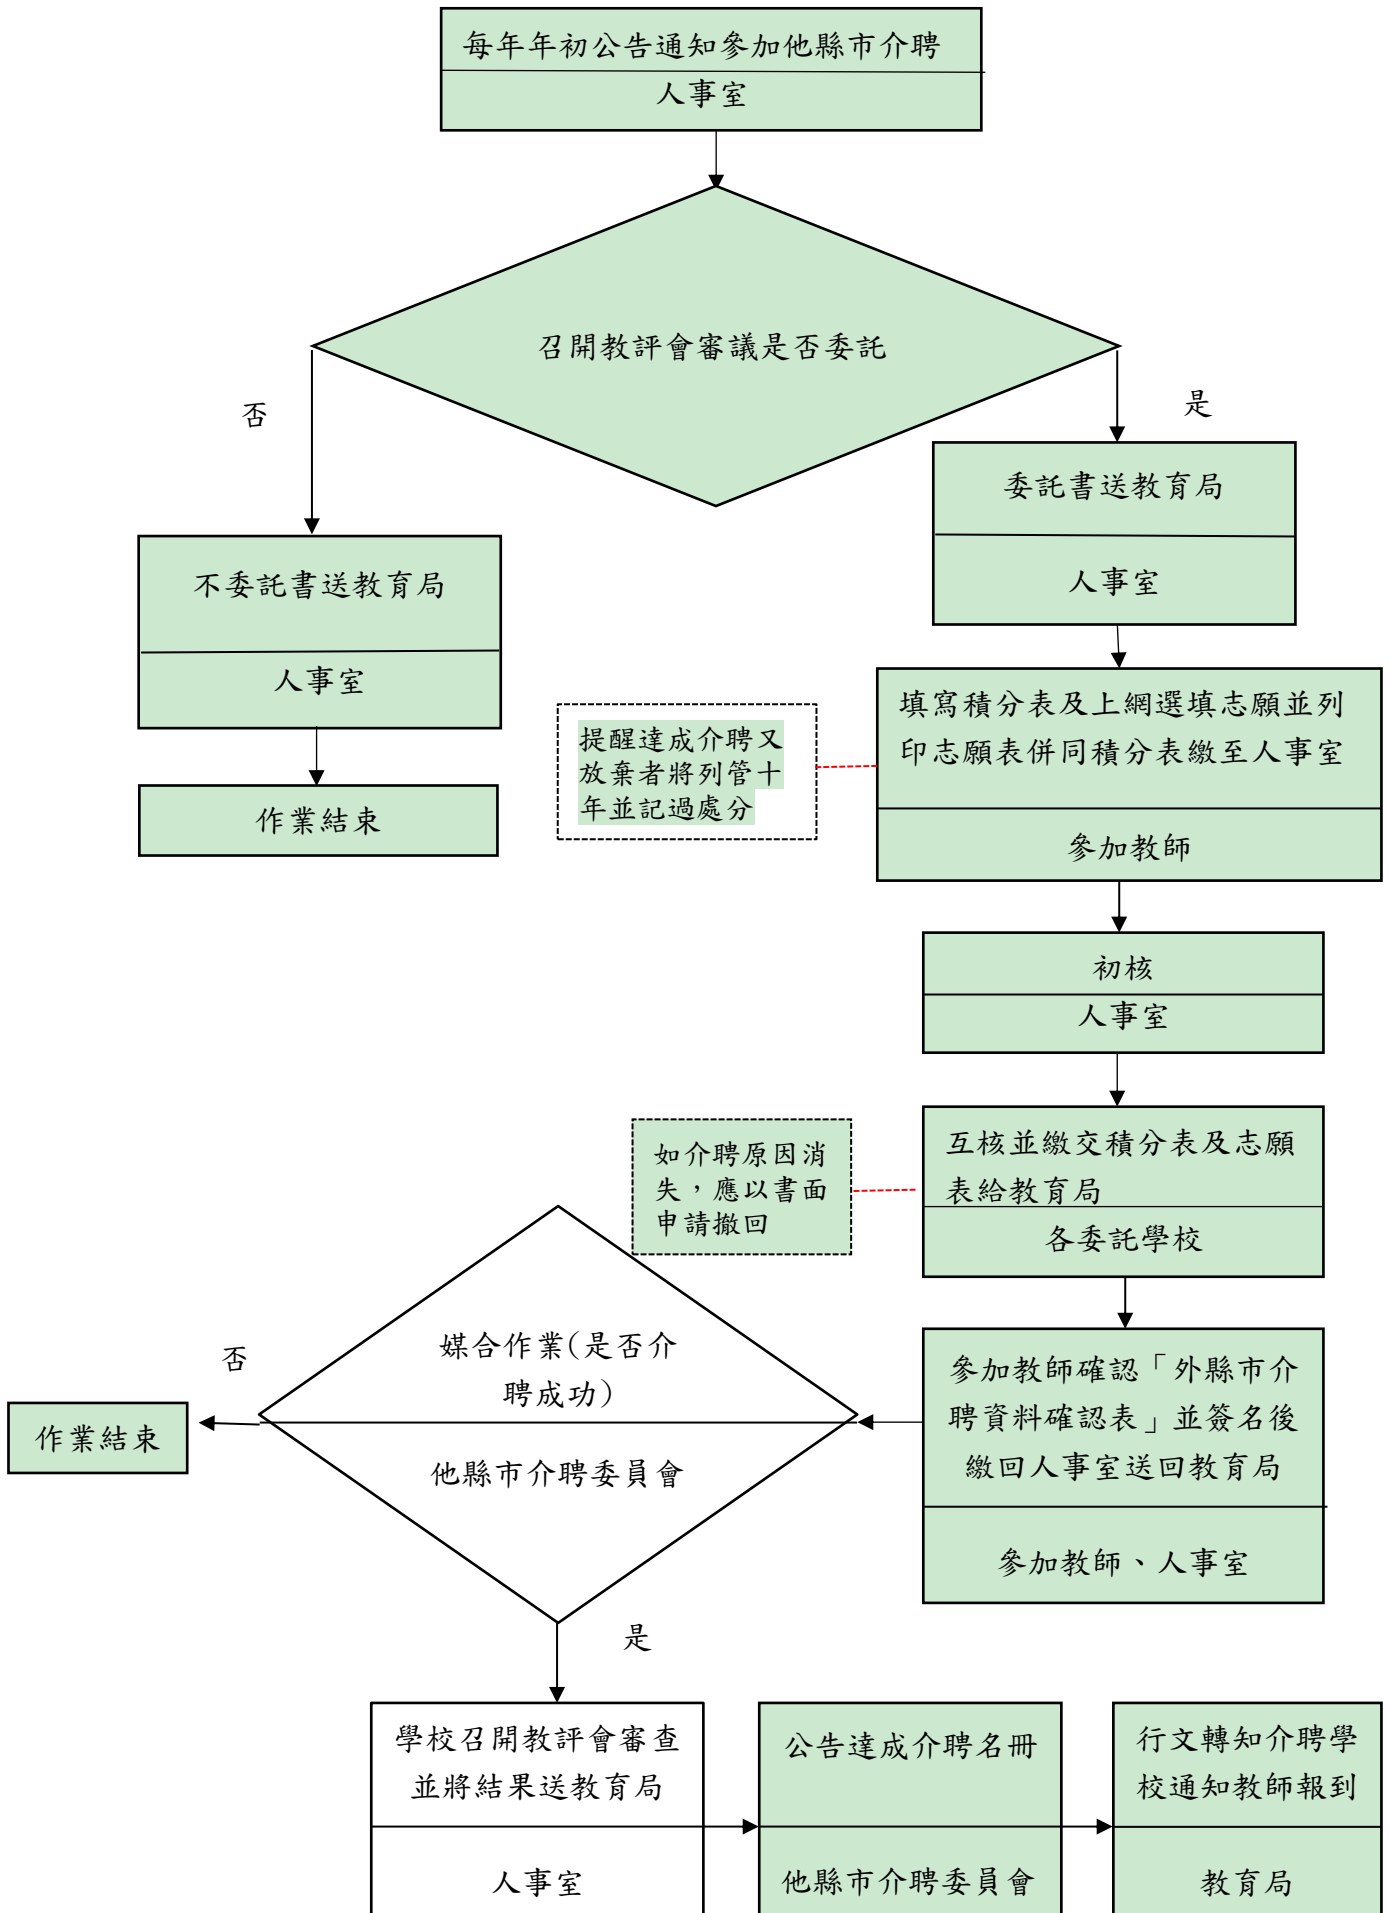 每年年初公告通知參加他縣市介聘
人事室
召開教評會審議是否委託
否
是
委託書送教育局
人事室
不委託書送教育局
人事室
作業結束
填寫積分表及上網選填志願並列
印志願表併同積分表繳至人事室
參加教師
提醒達成介聘又
放棄者將列管十
年並記過處分
初核
人事室
互核並繳交積分表及志願
表給教育局
各委託學校
如介聘原因消
失，應以書面
申請撤回
參加教師確認「外縣市介
聘資料確認表」並簽名後
繳回人事室送回教育局
參加教師、人事室
媒合作業(是否介
聘成功)
他縣市介聘委員會
否
作業結束
是
學校召開教評會審查
並將結果送教育局
人事室
公告達成介聘名冊
他縣市介聘委員會
行文轉知介聘學
校通知教師報到
教育局